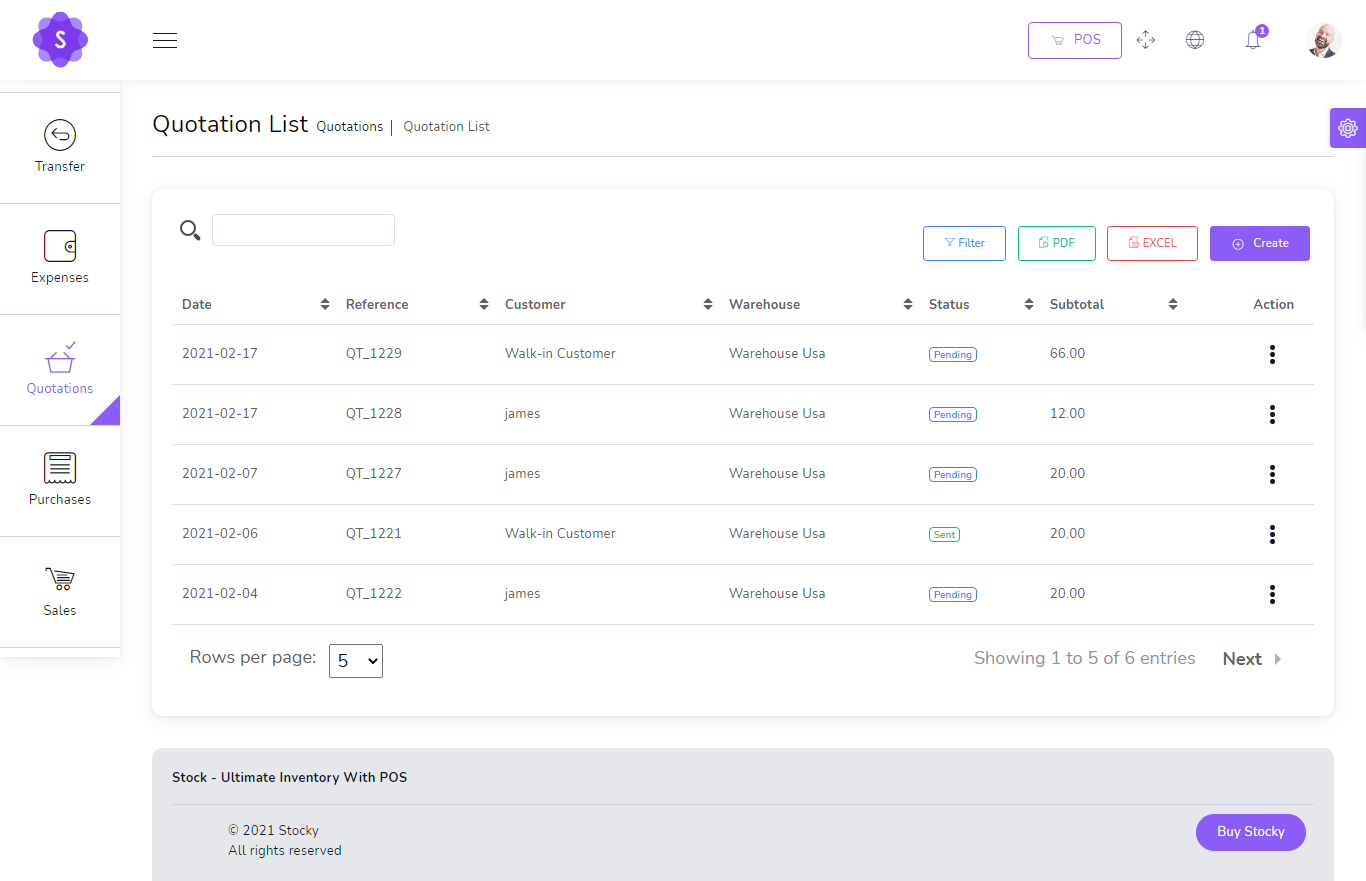 S
POS
1
Transfer
Expenses
Quotations
Purchases
Sales
Quotation List Quotations | Quotation List
Filter PDF EXCEL Create
Date Reference Customer Warehouse Status Subtotal Action
2021-02-17 QT_1229 Walk-in Customer Warehouse Usa Pending 66.00
2021-02-17 QT_1228 james Warehouse Usa Pending 12.00
2021-02-07 QT_1227 james Warehouse Usa Pending 20.00
2021-02-06 QT_1221 Walk-in Customer Warehouse Usa Sent 20.00
2021-02-04 QT_1222 james Warehouse Usa Pending 20.00
Rows per page: 5 Showing 1 to 5 of 6 entries Next
Stock - Ultimate Inventory With POS
© 2021 Stocky
All rights reserved
Buy Stocky